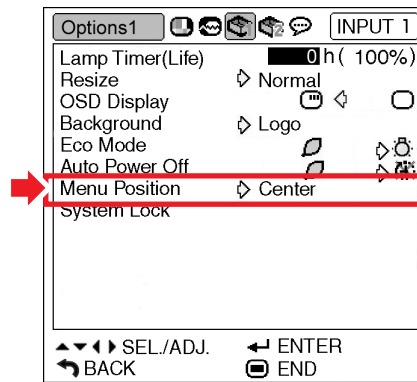 Options1 INPUT 1
Lamp Timer(Life) 0 h ( 100%)
Resize Normal
OSD Display
Background Logo
Eco Mode
Auto Power Off
Menu Position Center
System Lock
SEL./ADJ. ENTER
BACK END